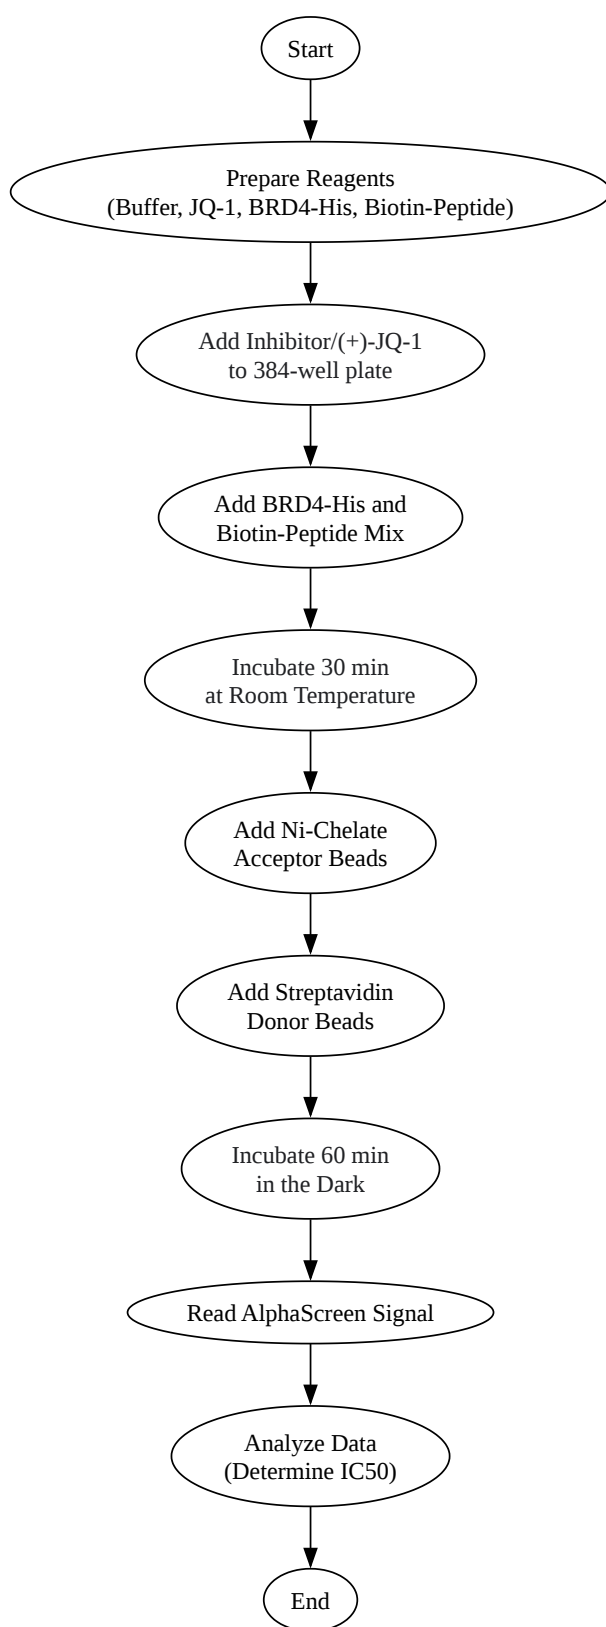 Start
Prepare Reagents
(Buffer, JQ-1, BRD4-His, Biotin-Peptide)
Add Inhibitor/(+)-JQ-1
to 384-well plate
Add BRD4-His and
Biotin-Peptide Mix
Incubate 30 min
at Room Temperature
Add Ni-Chelate
Acceptor Beads
Add Streptavidin
Donor Beads
Incubate 60 min
in the Dark
Read AlphaScreen Signal
Analyze Data
(Determine IC50)
End